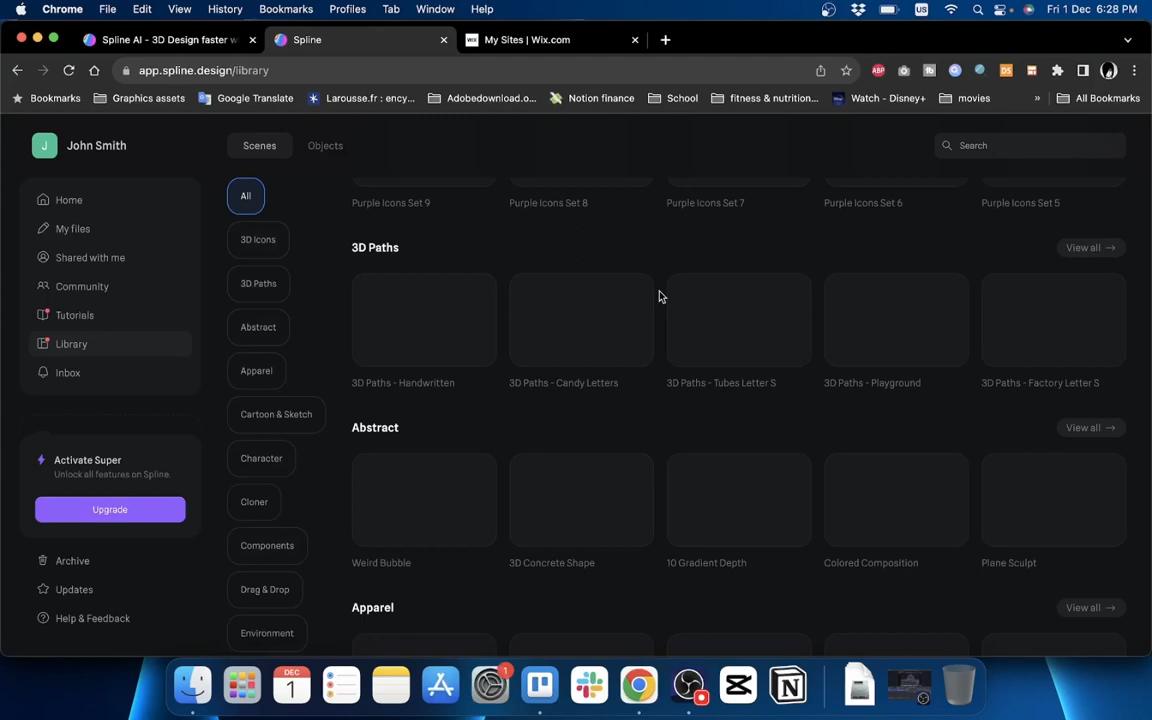 Chrome File Edit View History Bookmarks Profiles Tab Window Help US Fri 1 Dec 6:28 PM
Spline AI - 3D Design faster w Spline WIX My Sites | Wix.com
app.spline.design/library ABP DS
Bookmarks Graphics assets Google Translate Larousse.fr : ency... Adobedownload.o... Notion finance School fitness & nutrition... Watch - Disney+ movies » All Bookmarks
J John Smith
Scenes Objects
Search
Home
My files
Shared with me
Community
Tutorials
Library
Inbox
Activate Super
Unlock all features on Spline.
Upgrade
Archive
Updates
Help & Feedback
All
3D Icons
3D Paths
Abstract
Apparel
Cartoon & Sketch
Character
Cloner
Components
Drag & Drop
Environment
Purple Icons Set 9 Purple Icons Set 8 Purple Icons Set 7 Purple Icons Set 6 Purple Icons Set 5
3D Paths View all →
3D Paths - Handwritten 3D Paths - Candy Letters 3D Paths - Tubes Letter S 3D Paths - Playground 3D Paths - Factory Letter S
Abstract View all →
Weird Bubble 3D Concrete Shape 10 Gradient Depth Colored Composition Plane Sculpt
Apparel View all →
DEC
1
1